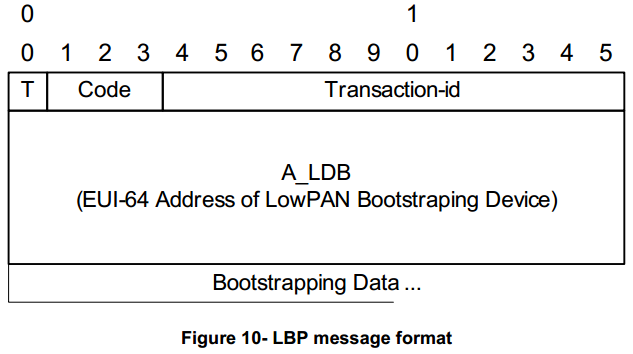 0 1
0 1 2 3 4 5 6 7 8 9 0 1 2 3 4 5
T Code Transaction-id
A_LDB
(EUI-64 Address of LowPAN Bootstraping Device)
Bootstrapping Data ...
Figure 10- LBP message format